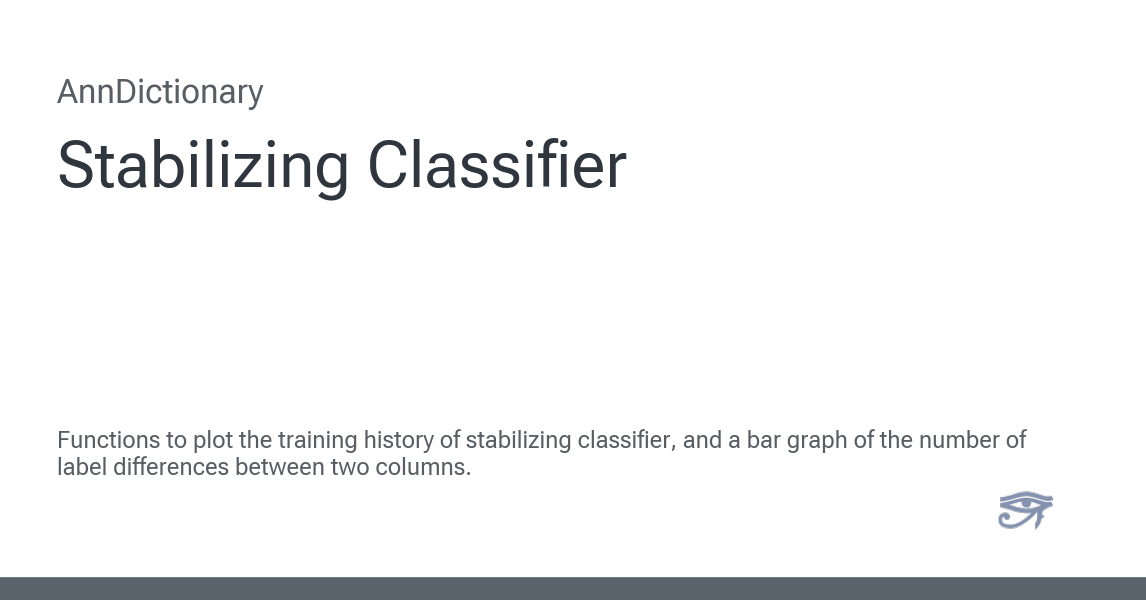 AnnDictionary
Stabilizing Classifier
Functions to plot the training history of stabilizing classifier, and a bar graph of the number of
label differences between two columns.